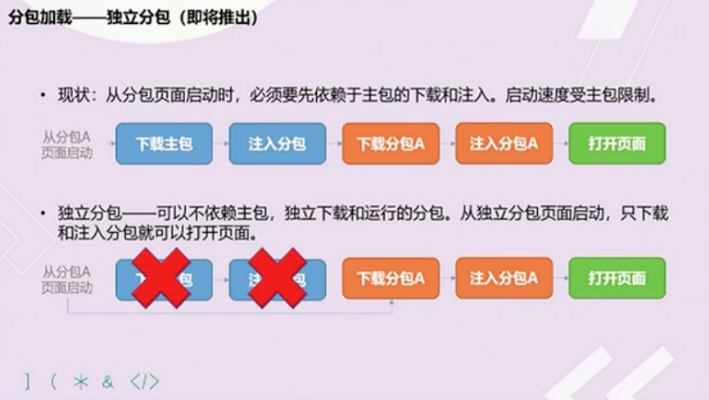 分包加载——独立分包（即将推出）
• 现状：从分包页面启动时，必须要先依赖于主包的下载和注入。启动速度受主包限制。
从分包A
页面启动
下载主包
注入分包
下载分包A
注入分包A
打开页面
• 独立分包——可以不依赖主包，独立下载和运行的分包。从独立分包页面启动，只下载
和注入分包就可以打开页面。
从分包A
页面启动
下 包
注 包
下载分包A
注入分包A
打开页面
] ( * & </>